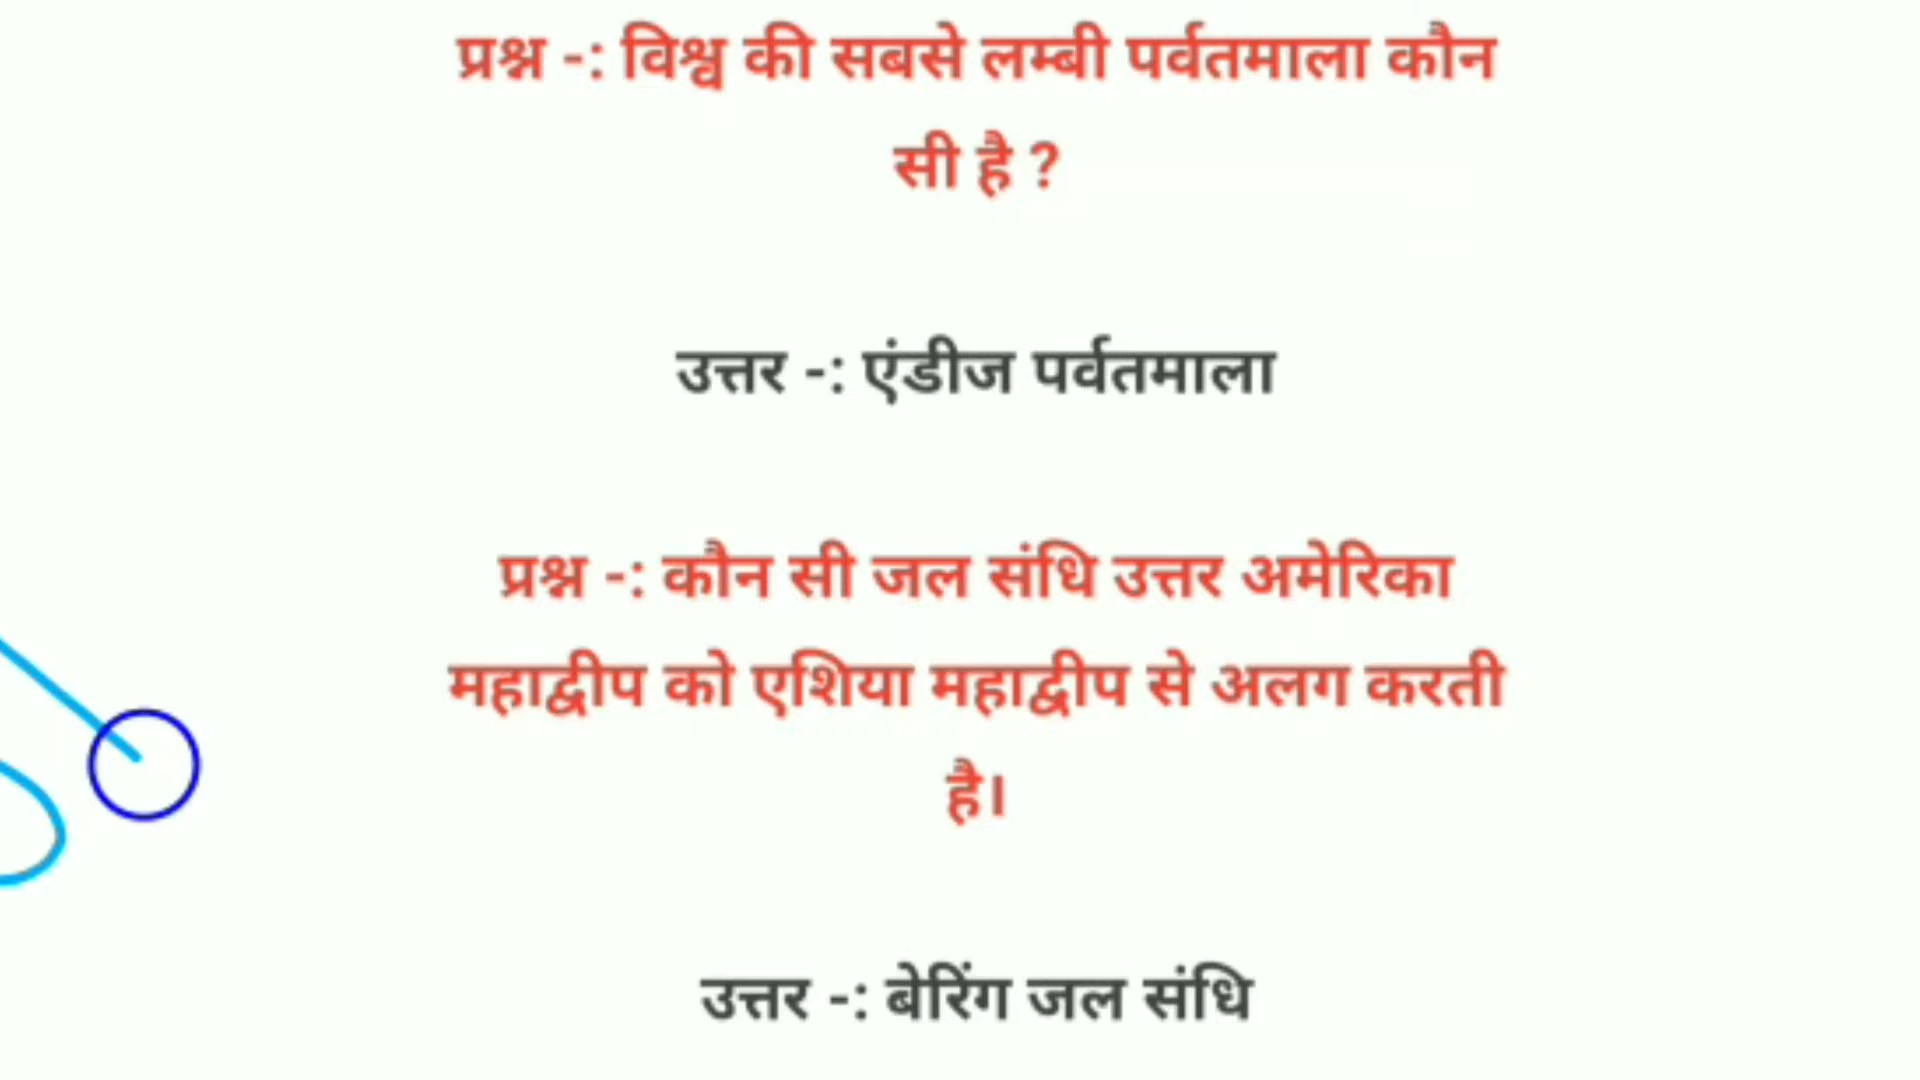 प्रश्न -: विश्व की सबसे लम्बी पर्वतमाला कौन
सी है ?
उत्तर -: एंडीज पर्वतमाला
प्रश्न -: कौन सी जल संधि उत्तर अमेरिका
महाद्वीप को एशिया महाद्वीप से अलग करती
है।
उत्तर -: बेरिंग जल संधि